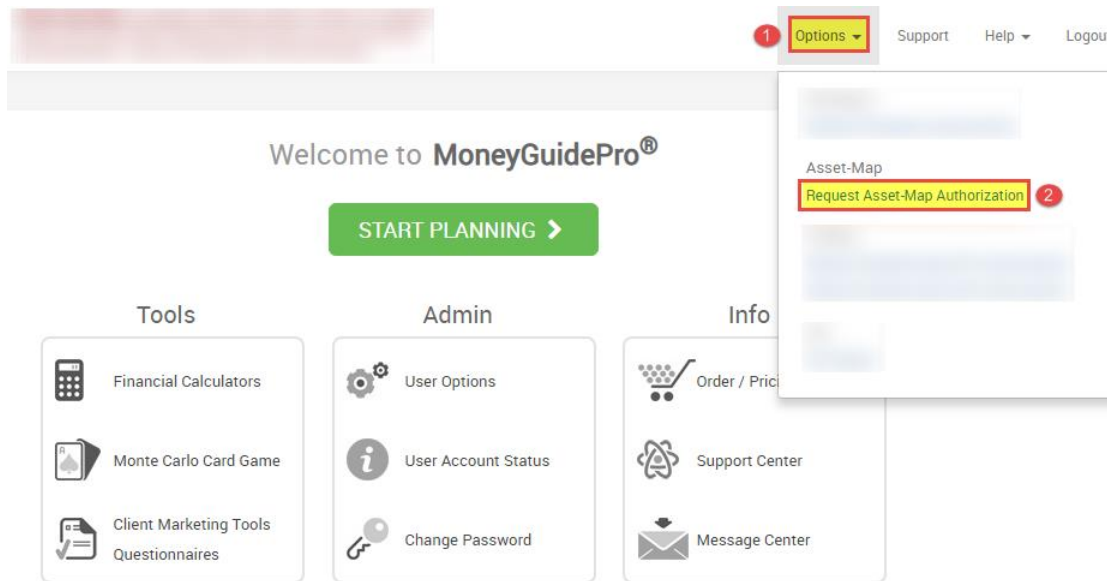 1 Options Support Help Logou
Asset-Map
Request Asset-Map Authorization 2
Welcome to MoneyGuidePro®
START PLANNING
Tools Admin Info
Financial Calculators User Options Order / Prici
Monte Carlo Card Game User Account Status Support Center
Client Marketing Tools
Questionnaires
Change Password Message Center